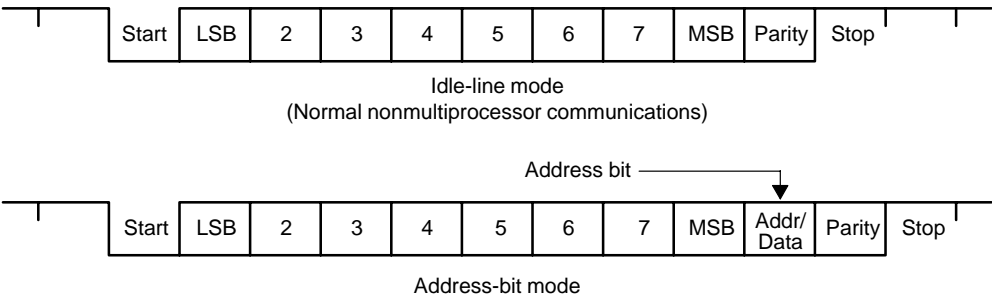 Start LSB 2 3 4 5 6 7 MSB Parity Stop
Idle-line mode
(Normal nonmultiprocessor communications)
Address bit
Start LSB 2 3 4 5 6 7 MSB Addr/ Data Parity Stop
Address-bit mode